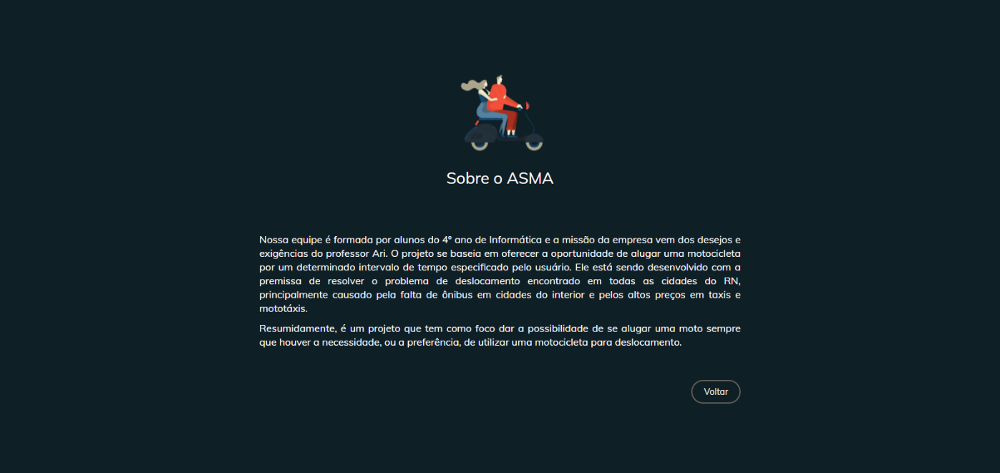 Sobre o ASMA
Nossa equipe é formada por alunos do 4º ano de Informática e a missão da empresa vem dos desejos e
exigências do professor Ari. O projeto se baseia em oferecer a oportunidade de alugar uma motocicleta
por um determinado intervalo de tempo especificado pelo usuário. Ele está sendo desenvolvido com a
premissa de resolver o problema de deslocamento encontrado em todas as cidades do RN,
principalmente causado pela falta de ônibus em cidades do interior e pelos altos preços em taxis e
mototáxis.
Resumidamente, é um projeto que tem como foco dar a possibilidade de se alugar uma moto sempre
que houver a necessidade, ou a preferência, de utilizar uma motocicleta para deslocamento.
Voltar